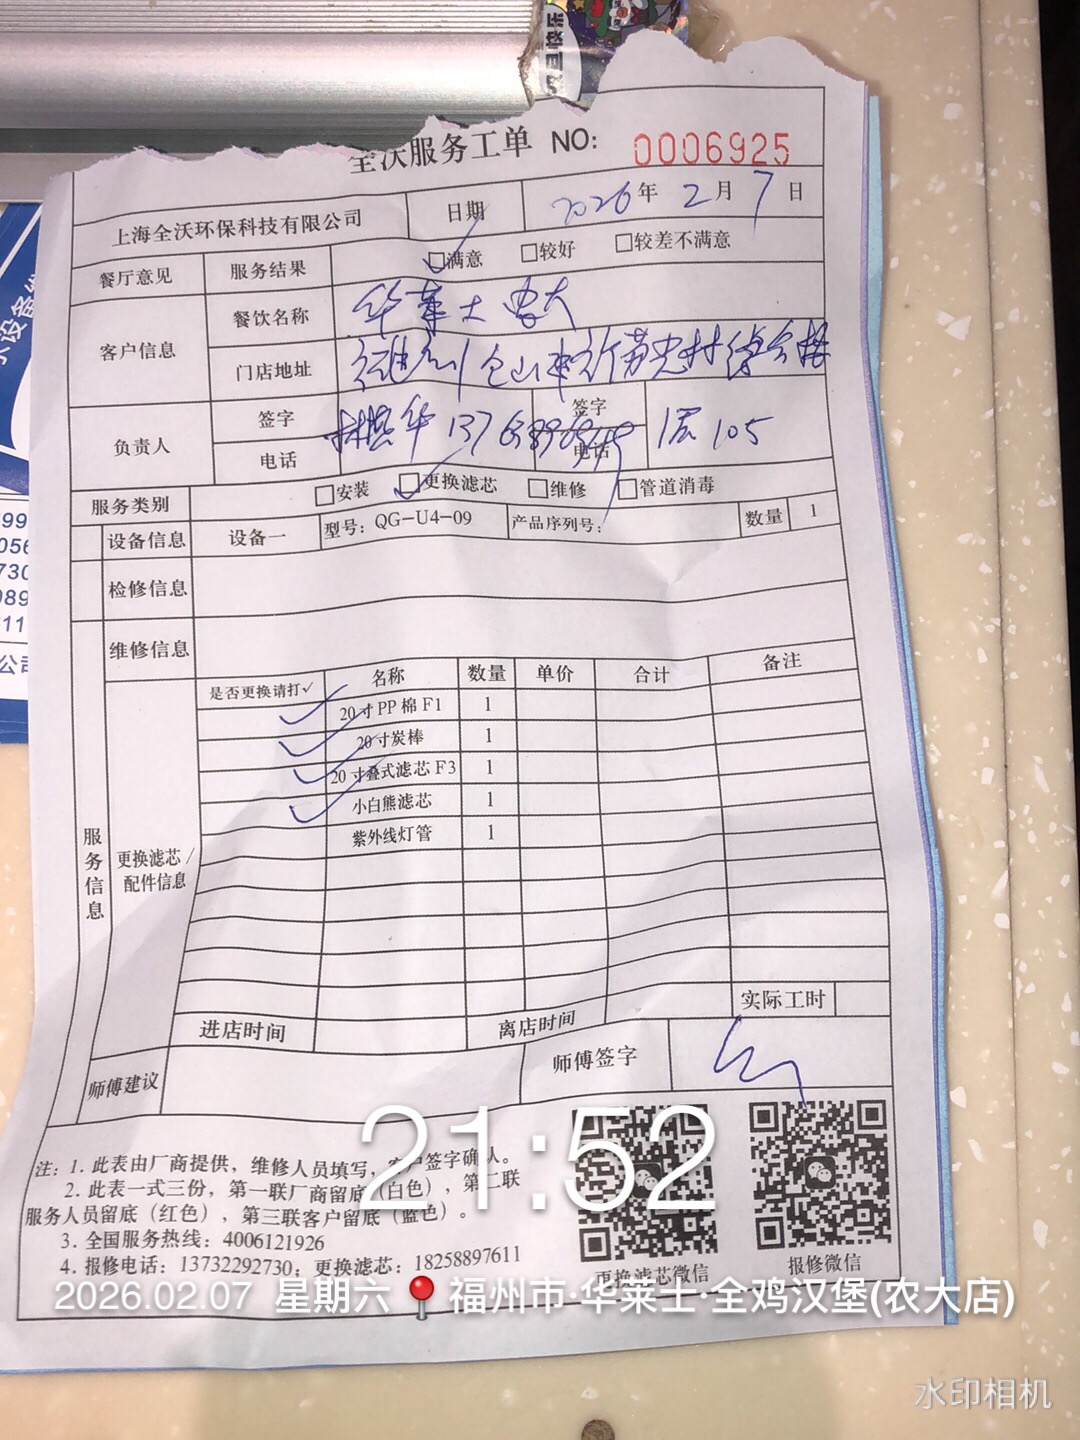 全沃服务工单 NO: 0006925
上海全沃环保科技有限公司 日期 2026年 2月 7日
餐厅意见 服务结果 满意 较好 较差不满意
客户信息 餐饮名称 华莱士 农大
门店地址 仓山
负责人 签字 华 137 签字 1层105
电话 电话
服务类别 安装 更换滤芯 维修 管道消毒
设备信息 设备一 型号: QG-U4-09 产品序列号: 数量 1
检修信息
维修信息
服务信息
更换滤芯/配件信息
是否更换请打✓ 名称 数量 单价 合计 备注
✓ 20寸PP棉F1 1
✓ 20寸炭棒 1
✓ 20寸叠式滤芯F3 1
✓ 小白熊滤芯 1
紫外线灯管 1
实际工时
进店时间 离店时间
师傅建议 师傅签字
21:52
注: 1. 此表由厂商提供, 维修人员填写, 客户签字确认。
2. 此表一式三份, 第一联厂商留底(白色), 第二联
服务人员留底(红色), 第三联客户留底(蓝色)。
3. 全国服务热线: 4006121926
4. 报修电话: 13732292730; 更换滤芯: 18258897611
更换滤芯微信 报修微信
2026.02.07 星期六 福州市·华莱士·全鸡汉堡(农大店)
水印相机